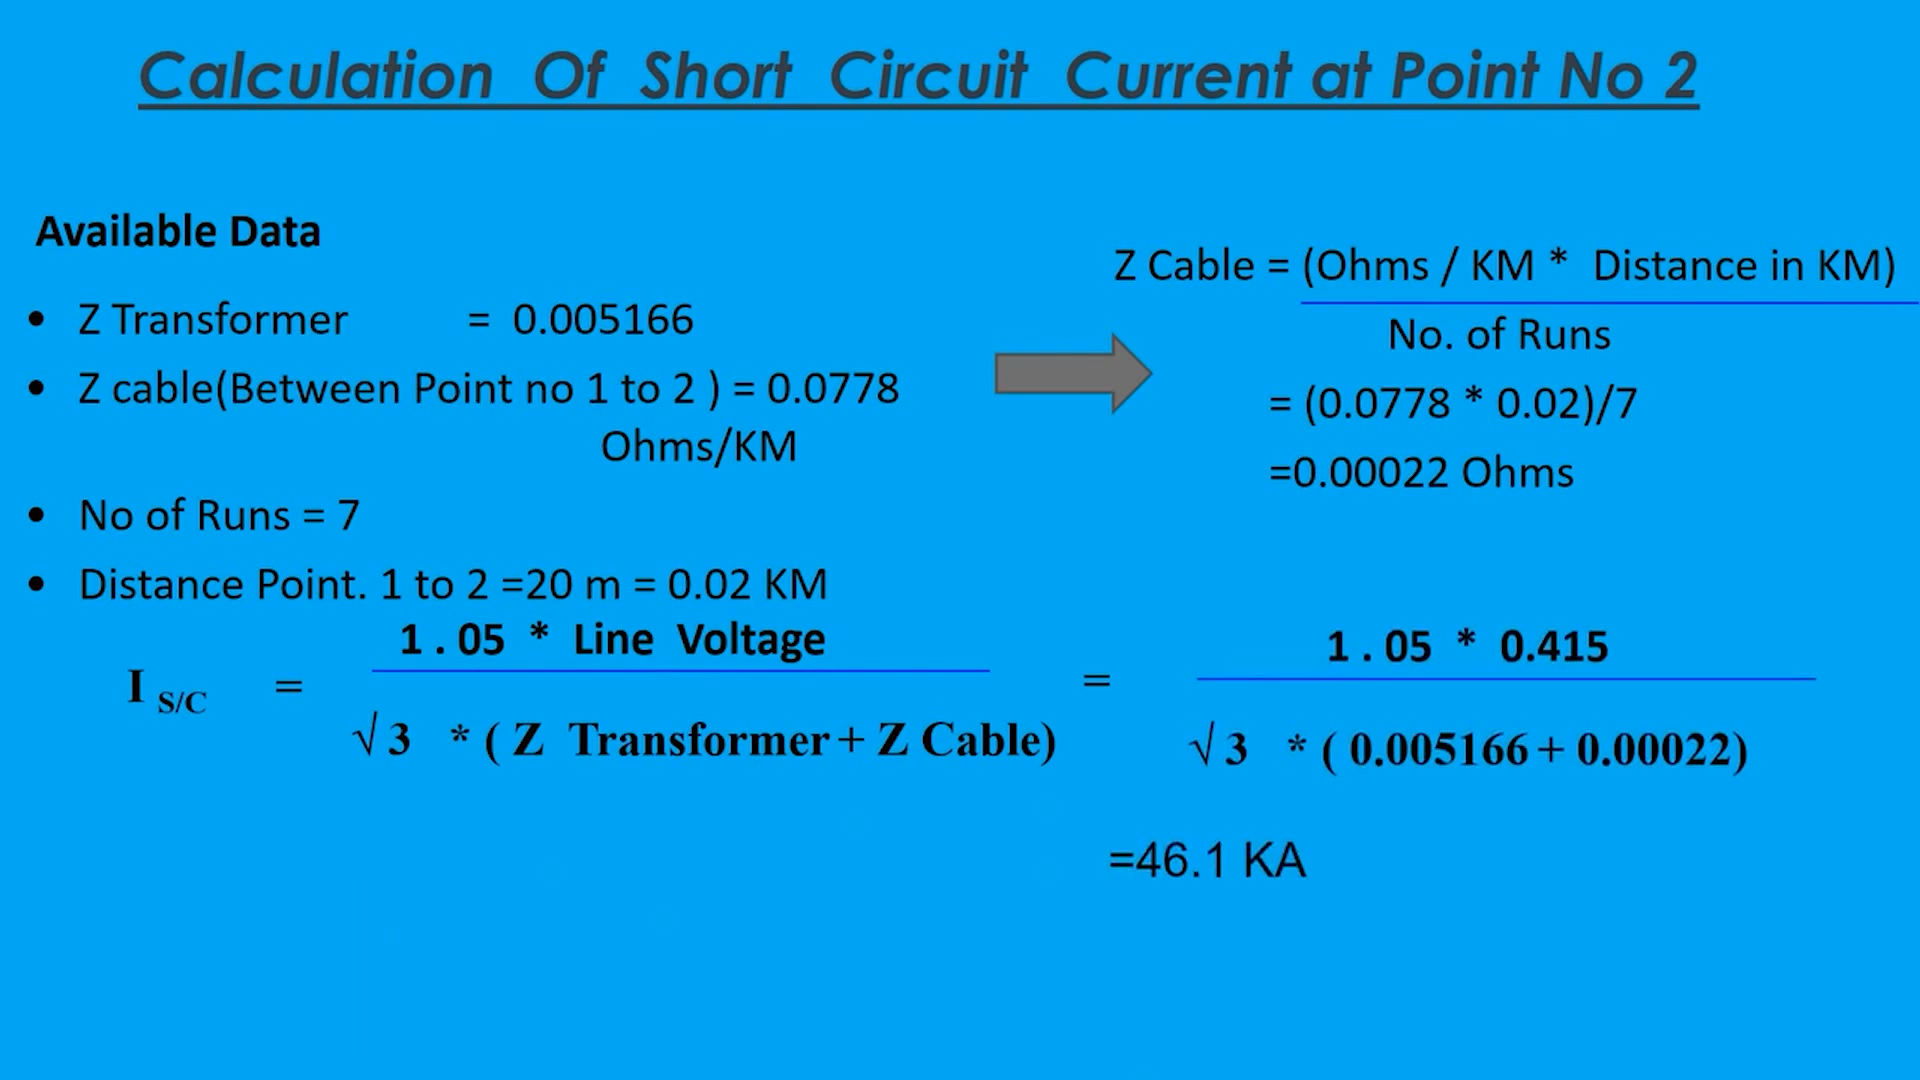 Calculation Of Short Circuit Current at Point No 2
Available Data
• Z Transformer = 0.005166
• Z cable(Between Point no 1 to 2 ) = 0.0778
Ohms/KM
• No of Runs = 7
• Distance Point. 1 to 2 =20 m = 0.02 KM
Z Cable = (Ohms / KM * Distance in KM)
No. of Runs
= (0.0778 * 0.02)/7
=0.00022 Ohms
1 . 05 * Line Voltage
I S/C =
√ 3 * ( Z Transformer + Z Cable)
=
1 . 05 * 0.415
√ 3 * ( 0.005166 + 0.00022)
=46.1 KA